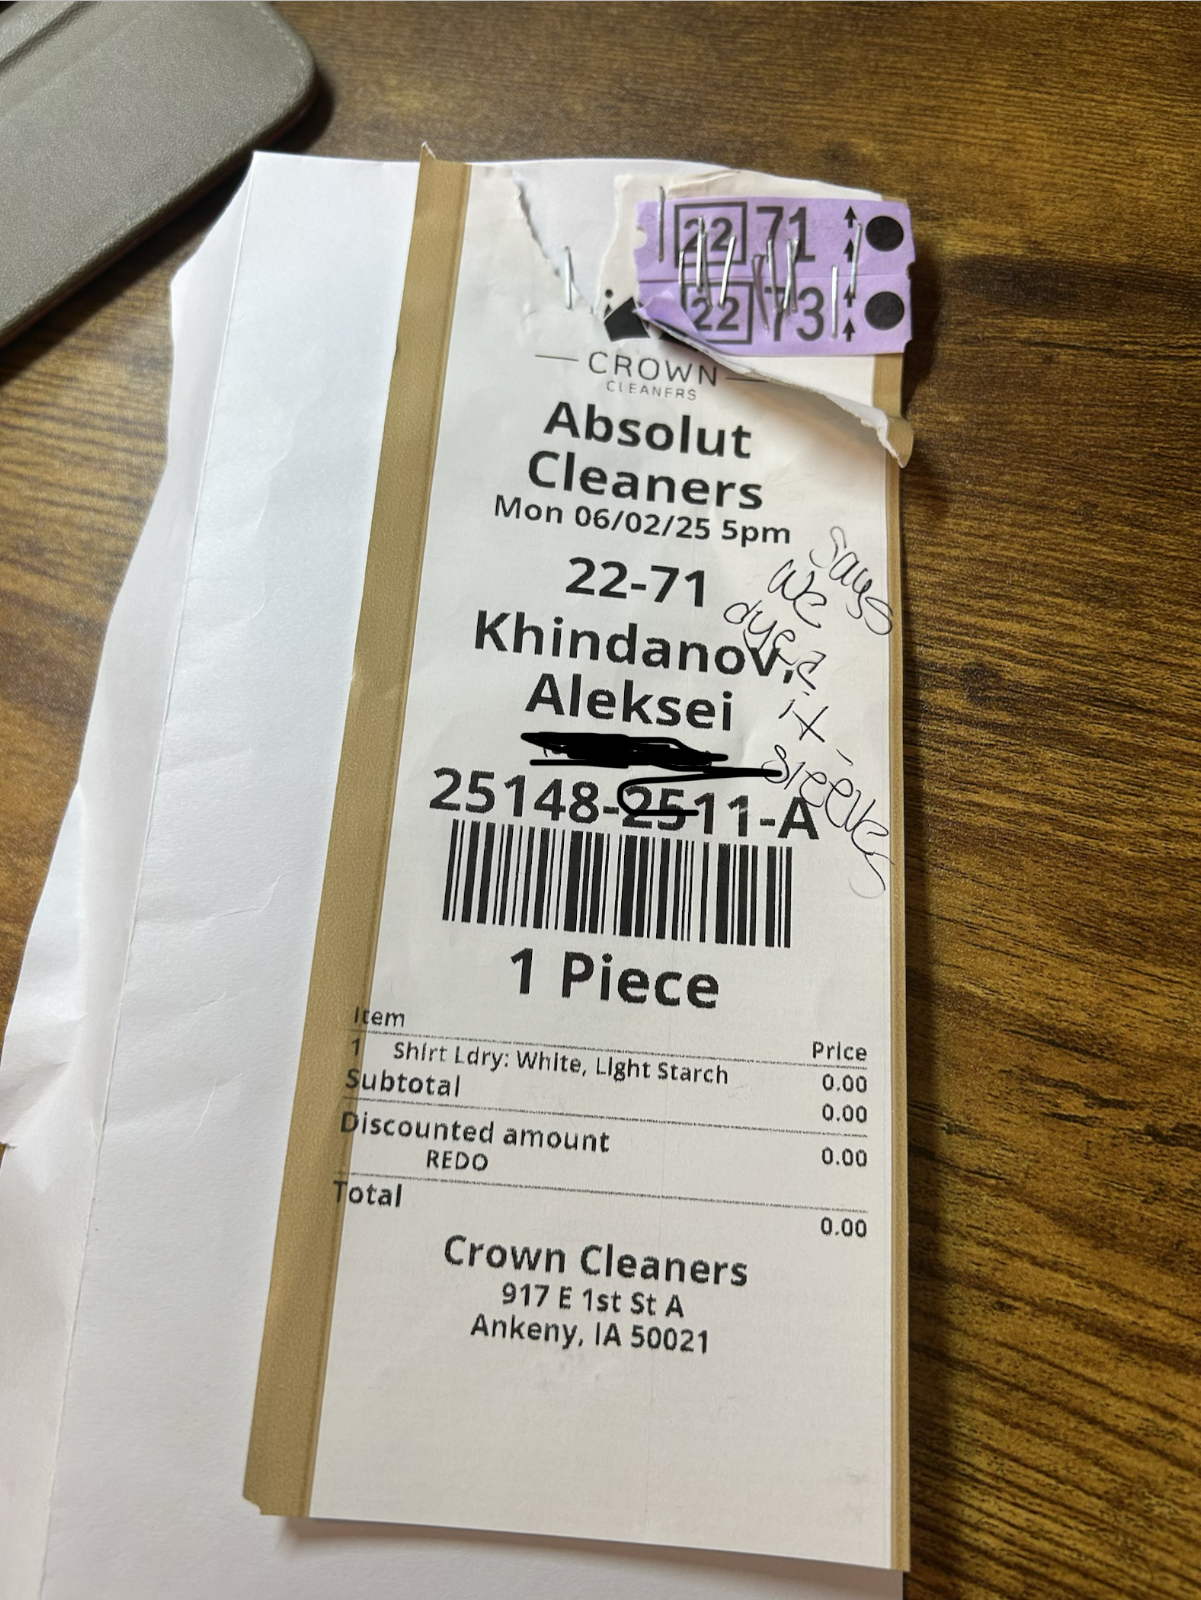 22 71
22 73
CROWN
CLEANERS
Absolut
Cleaners
Mon 06/02/25 5pm
22-71
Khindanov,
Aleksei
25148-2511-A
says
we
dyed
it-
sleeves
1 Piece
Item Price
1 Shirt Ldry: White, Light Starch 0.00
Subtotal 0.00
Discounted amount 0.00
REDO
Total 0.00
Crown Cleaners
917 E 1st St A
Ankeny, IA 50021